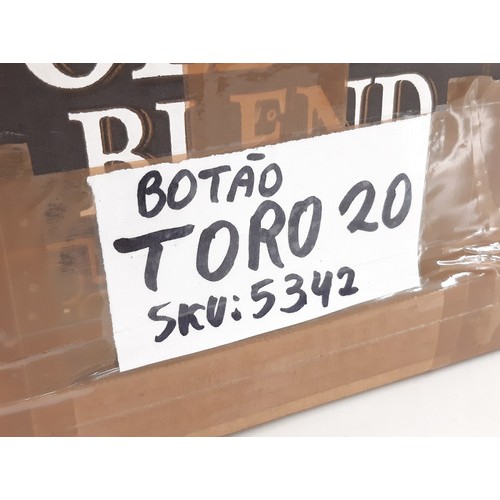 BLEND
BOTÃO
TORO 20
SKU: 5342